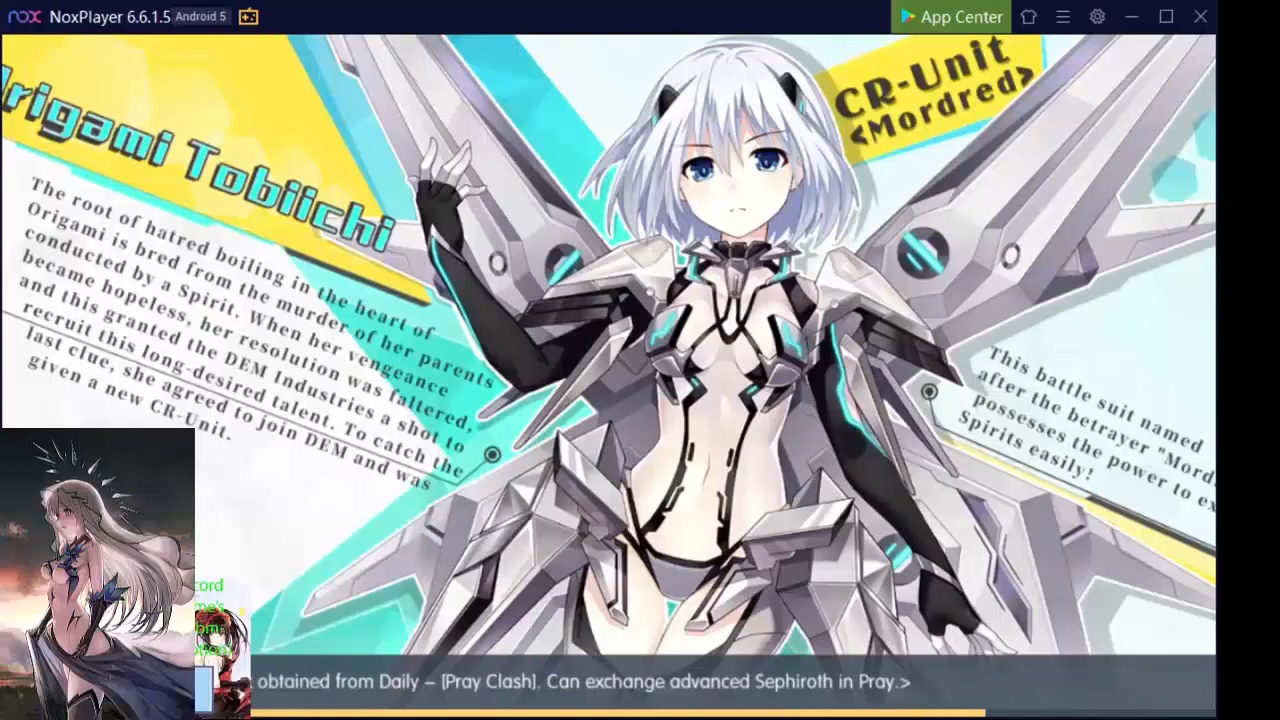 nox NoxPlayer 6.6.1.5 Android 5
App Center
Origami Tobiichi
CR-Unit
<Mordred>
The root of hatred boiling in the heart of
Origami is bred from the murder of her parents
conducted by a Spirit. When her vengeance
became hopeless, her resolution was faltered,
and this granted the DEM Industries a shot to
recruit this long-desired talent. To catch the
last clue, she agreed to join DEM and was
given a new CR-Unit.
This battle suit named
after the betrayer "Mord
possesses the power to ex
Spirits easily!
cord
me's
obtained from Daily – [Pray Clash]. Can exchange advanced Sephiroth in Pray.>